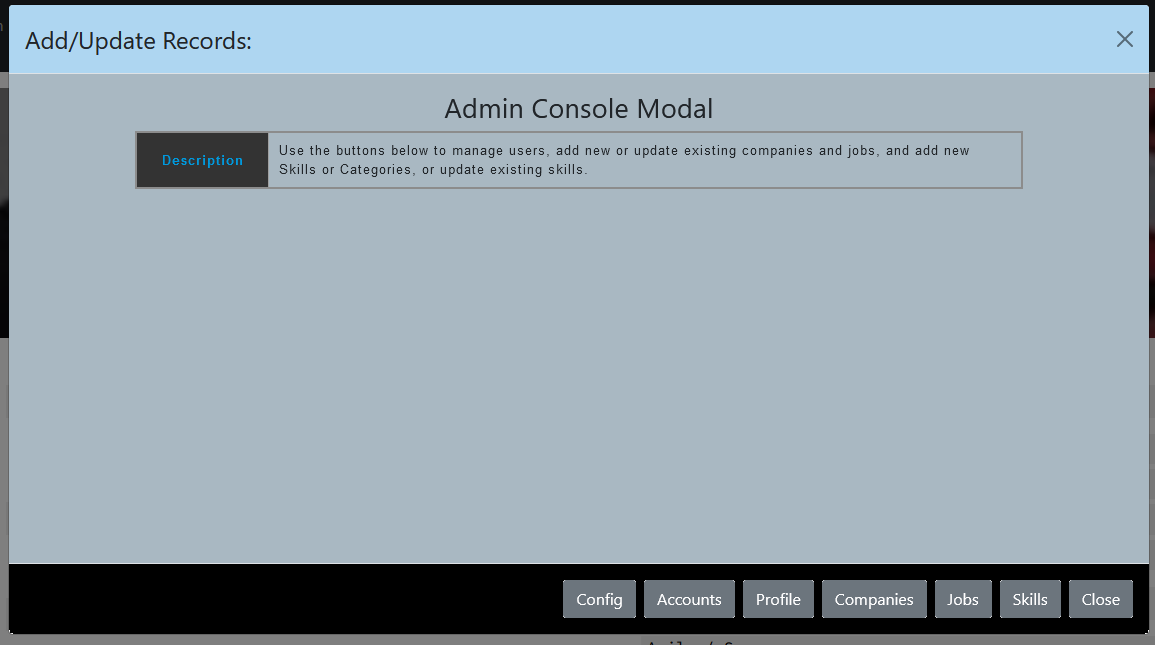 Add/Update Records:
Admin Console Modal
Description
Use the buttons below to manage users, add new or update existing companies and jobs, and add new
Skills or Categories, or update existing skills.
Config Accounts Profile Companies Jobs Skills Close